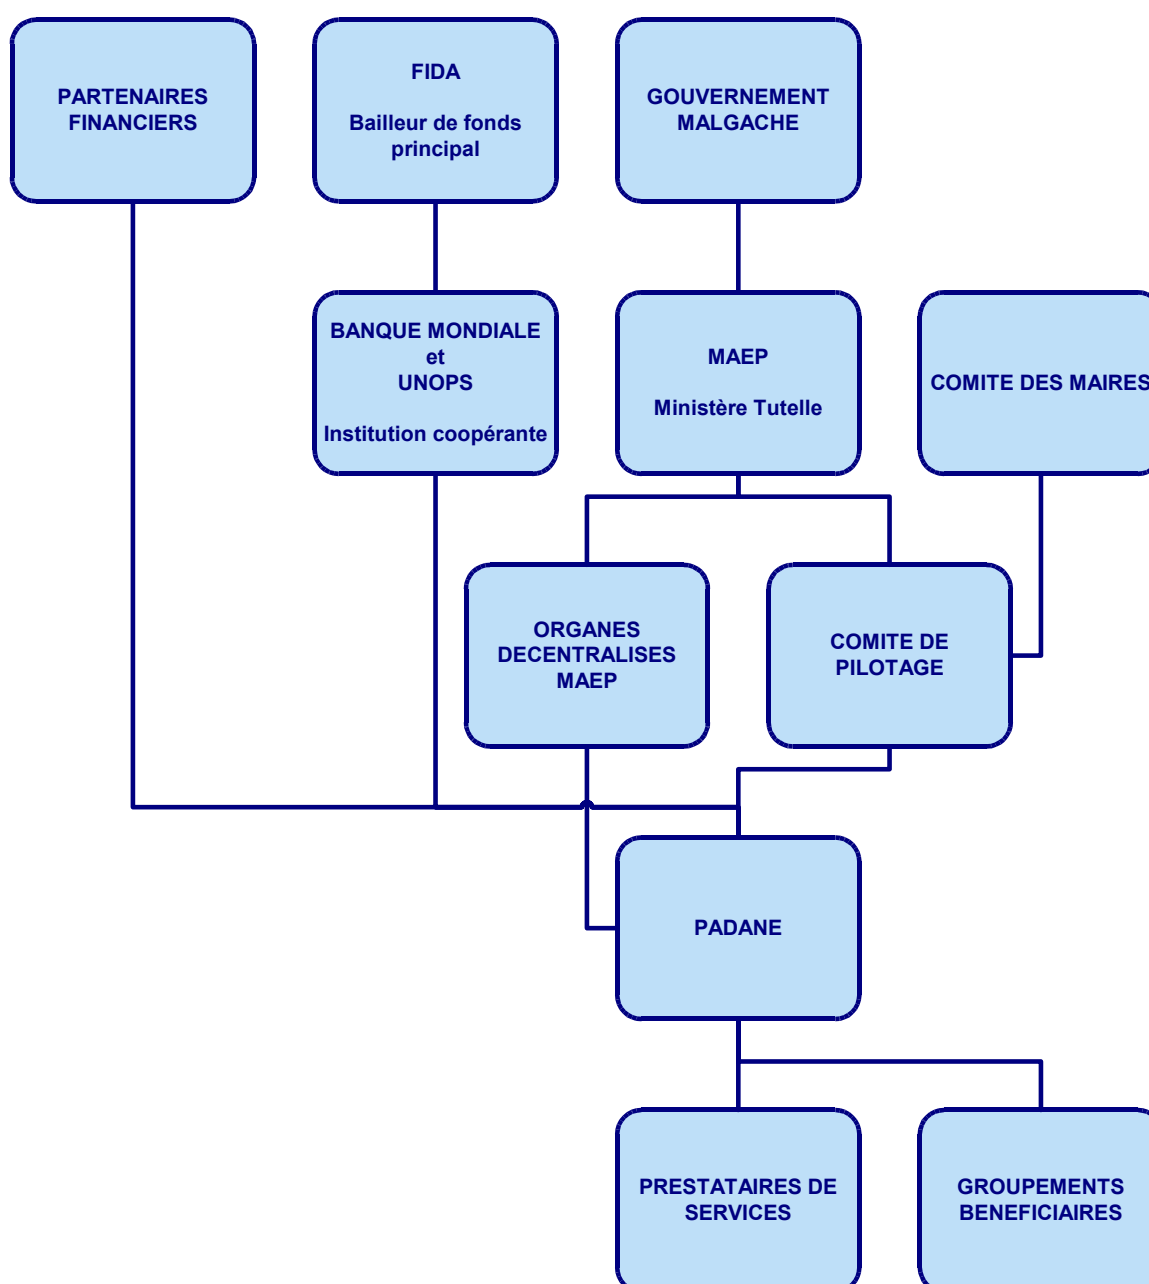 PARTENAIRES
FINANCIERS
FIDA
Bailleur de fonds
principal
GOUVERNEMENT
MALGACHE
BANQUE MONDIALE
et
UNOPS
Institution coopérante
MAEP
Ministère Tutelle
COMITE DES MAIRES
ORGANES
DECENTRALISES
MAEP
COMITE DE
PILOTAGE
PADANE
PRESTATAIRES DE
SERVICES
GROUPEMENTS
BENEFICIAIRES